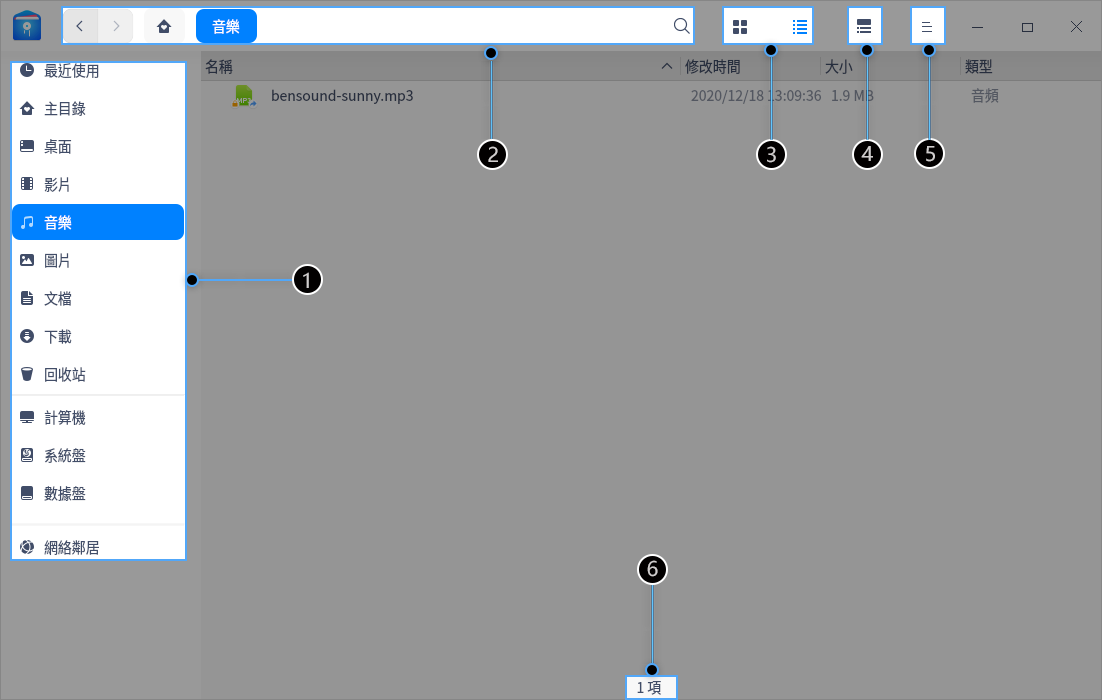 音樂
名稱 修改時間 大小 類型
bensound-sunny.mp3 2020/12/18 13:09:36 1.9 MB 音頻
最近使用
主目錄
桌面
影片
音樂
圖片
文檔
下載
回收站
計算機
系統盤
數據盤
網絡鄰居
1
2
3
4
5
6
1 項